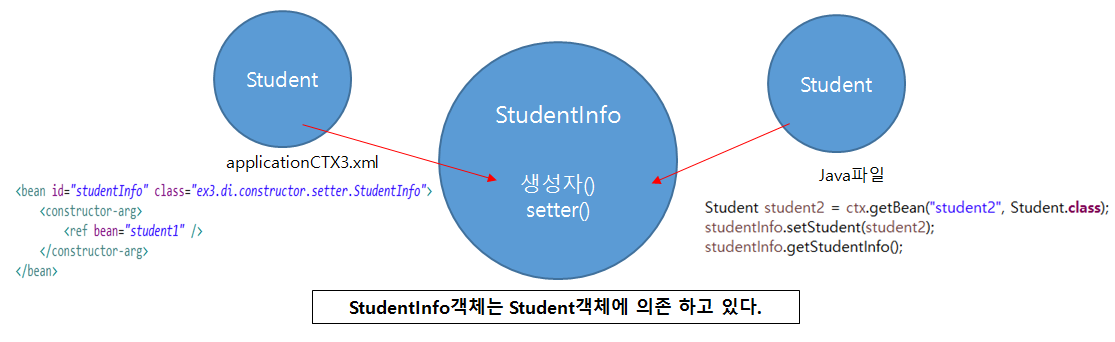 Student
StudentInfo
생성자()
setter()
Student
applicationCTX3.xml
<bean id="studentInfo" class="ex3.di.constructor.setter.StudentInfo">
<constructor-arg>
<ref bean="student1" />
</constructor-arg>
</bean>
Java파일
Student student2 = ctx.getBean("student2", Student.class);
studentInfo.setStudent(student2);
studentInfo.getStudentInfo();
StudentInfo객체는 Student객체에 의존 하고 있다.